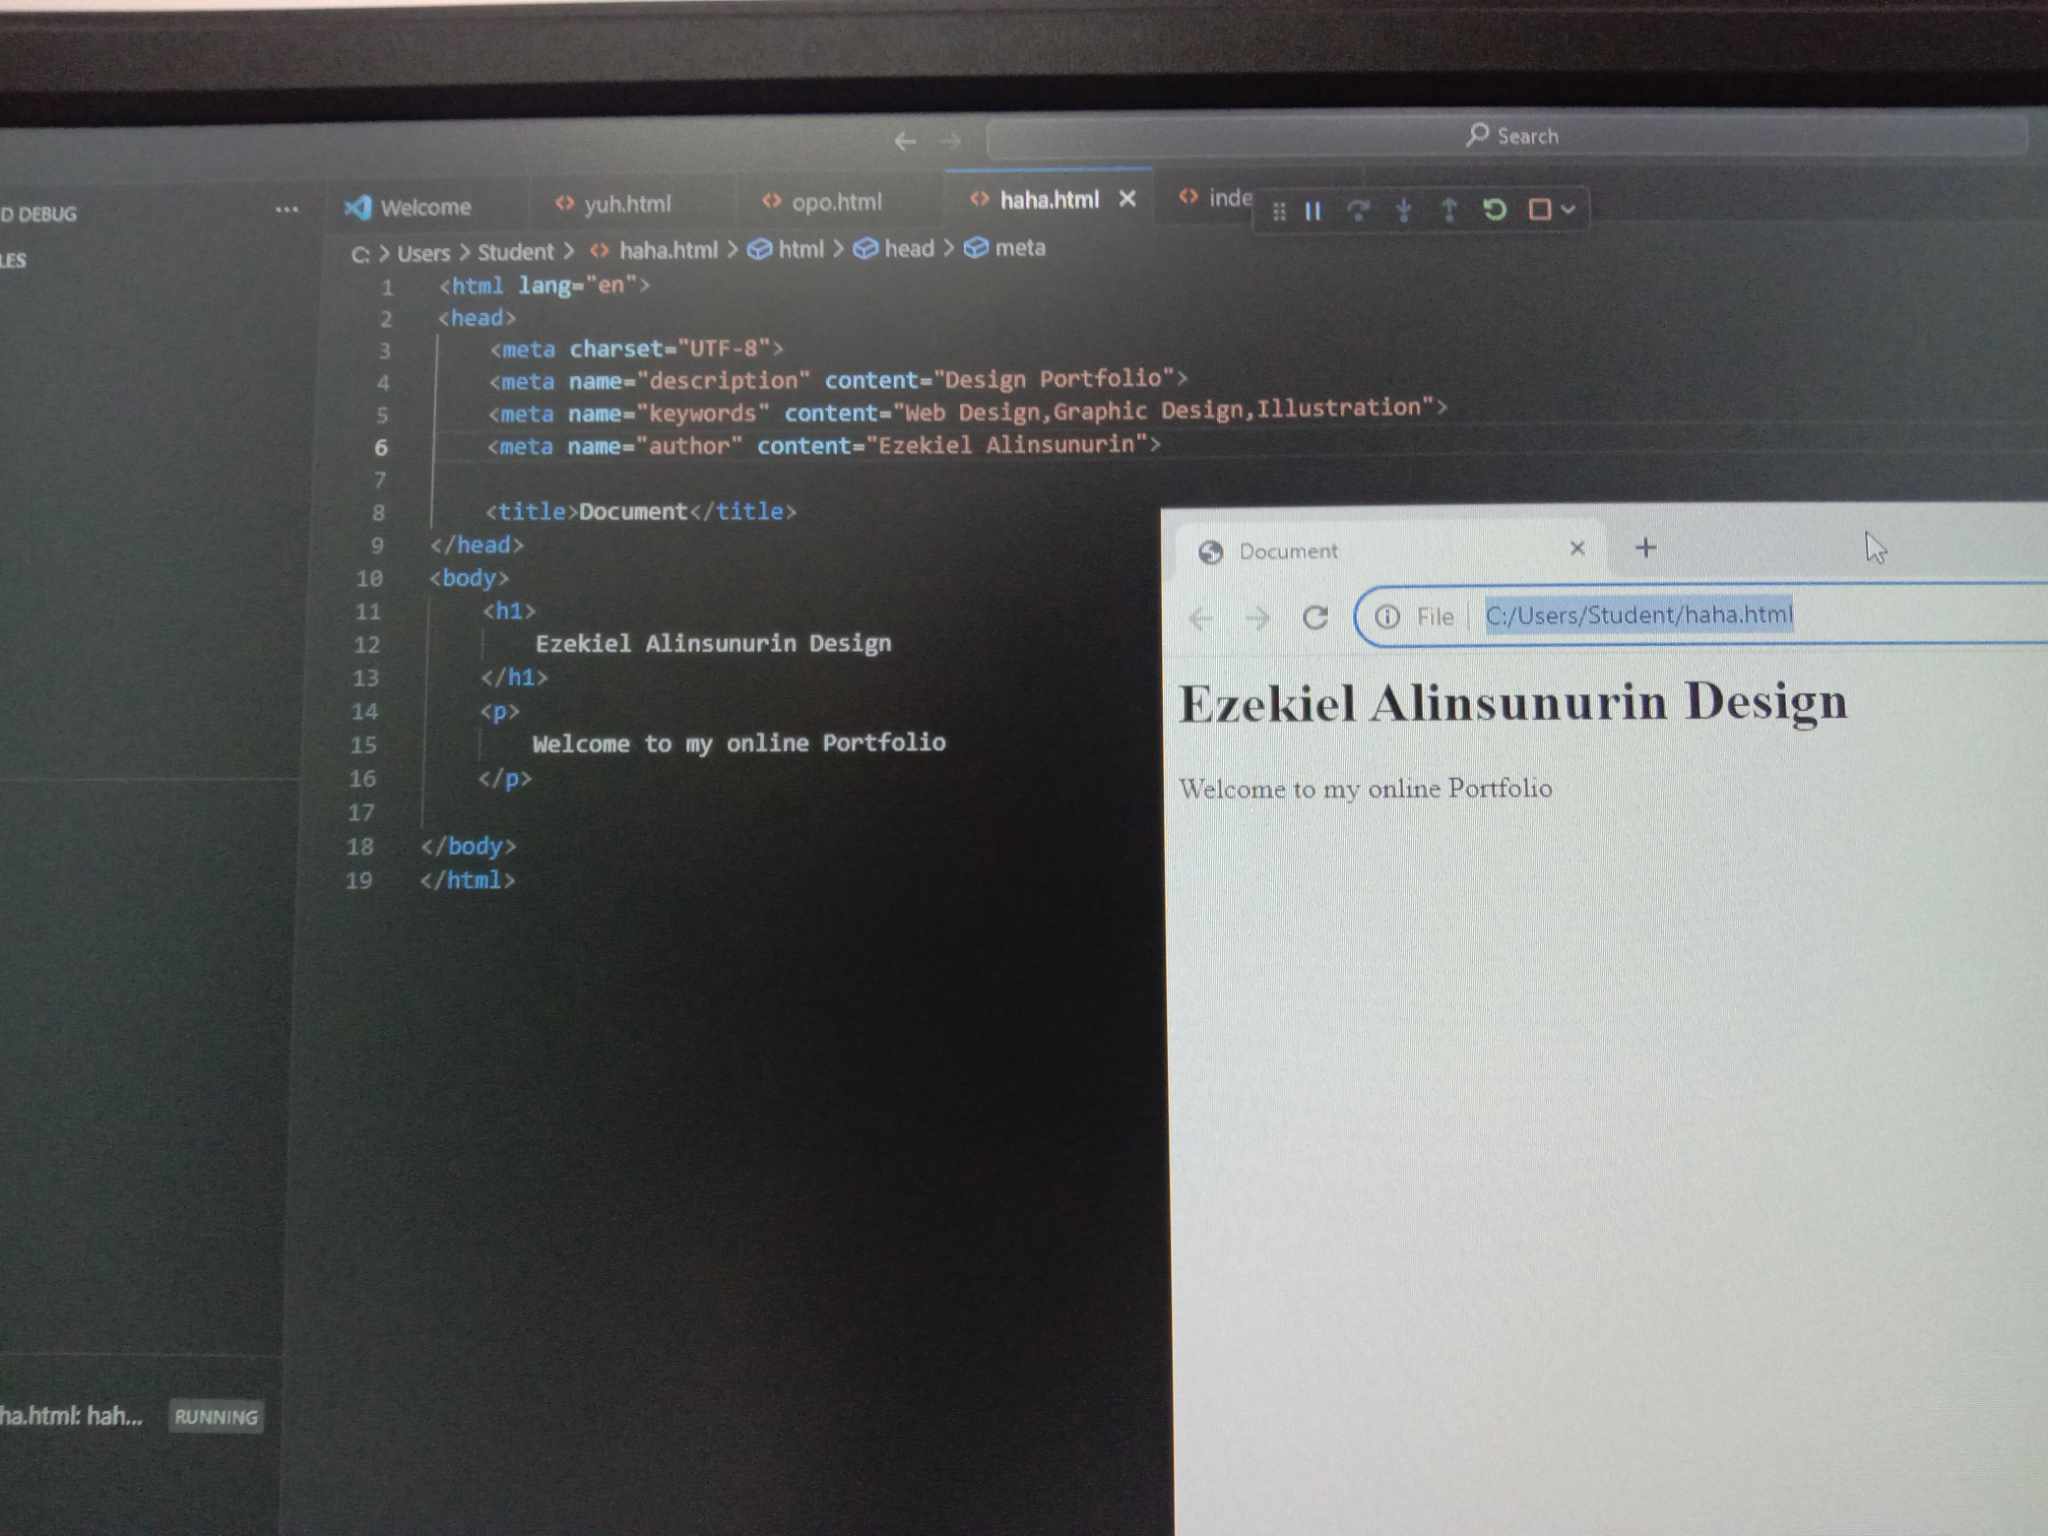 Search
D DEBUG
...
Welcome
yuh.html
opo.html
haha.html
inde
LES
C: > Users > Student > haha.html > html > head > meta
1 <html lang="en">
2 <head>
3 <meta charset="UTF-8">
4 <meta name="description" content="Design Portfolio">
5 <meta name="keywords" content="Web Design,Graphic Design,Illustration">
6 <meta name="author" content="Ezekiel Alinsunurin">
7
8 <title>Document</title>
9 </head>
10 <body>
11 <h1>
12 Ezekiel Alinsunurin Design
13 </h1>
14 <p>
15 Welcome to my online Portfolio
16 </p>
17
18 </body>
19 </html>
Document
File C:/Users/Student/haha.html
Ezekiel Alinsunurin Design
Welcome to my online Portfolio
ha.html: hah... RUNNING